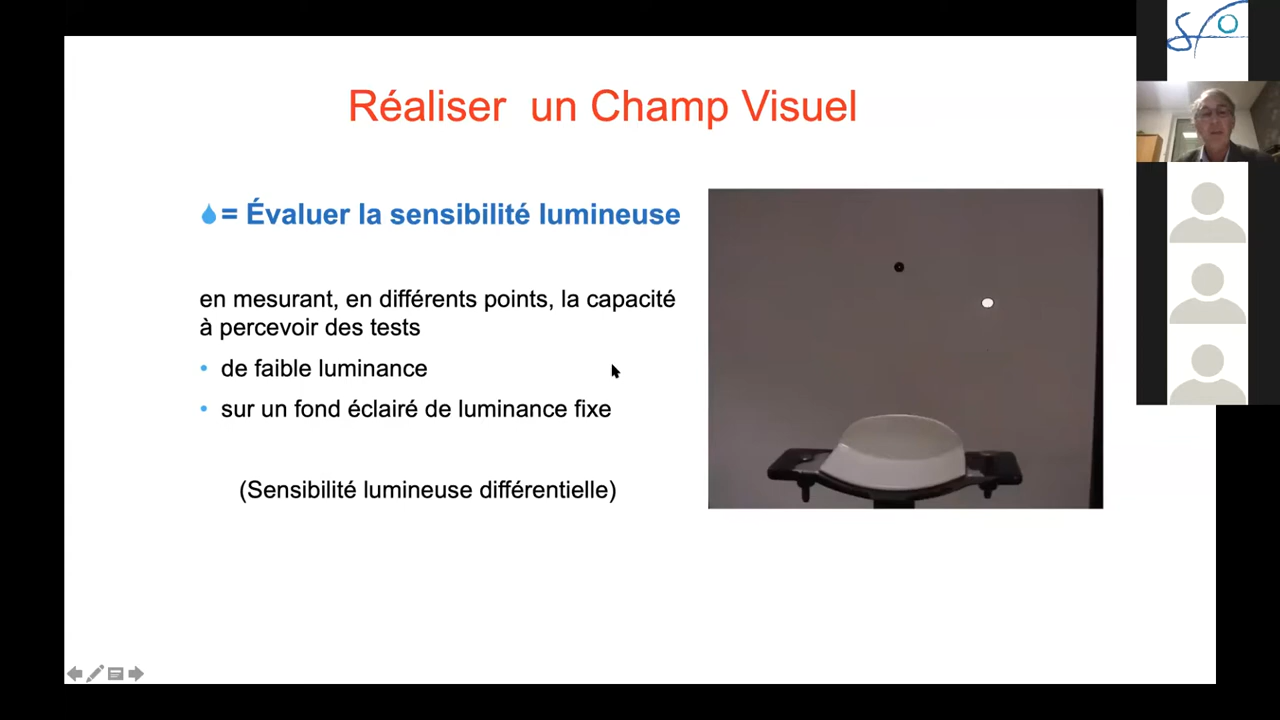 Réaliser un Champ Visuel
= Évaluer la sensibilité lumineuse
en mesurant, en différents points, la capacité
à percevoir des tests
• de faible luminance
• sur un fond éclairé de luminance fixe
(Sensibilité lumineuse différentielle)
Sfo